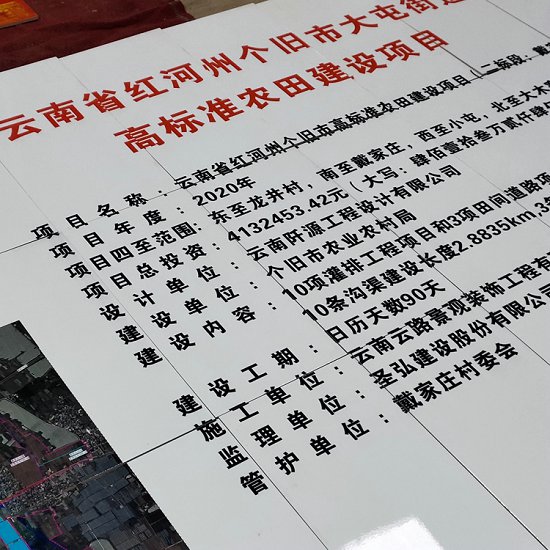 云南省红河州个旧市大屯街道
高标准农田建设项目
项目名称：云南省红河州个旧市高标准农田建设项目（二标段：戴
项目年度：2020年
项目四至范围：东至龙井村，南至戴家庄，西至小屯，北至大木
项目总投资：4132453.42元（大写：肆佰壹拾叁万贰仟肆
设计单位：云南阡源工程设计有限公司
建设单位：个旧市农业农村局
建设内容：10项灌排工程项目和3项田间道路项
10条沟渠建设长度2.8835km,3
建设工期：日历天数90天
施工单位：云南云路景观装饰工程有
监理单位：圣弘建设股份有限公司
管护单位：戴家庄村委会